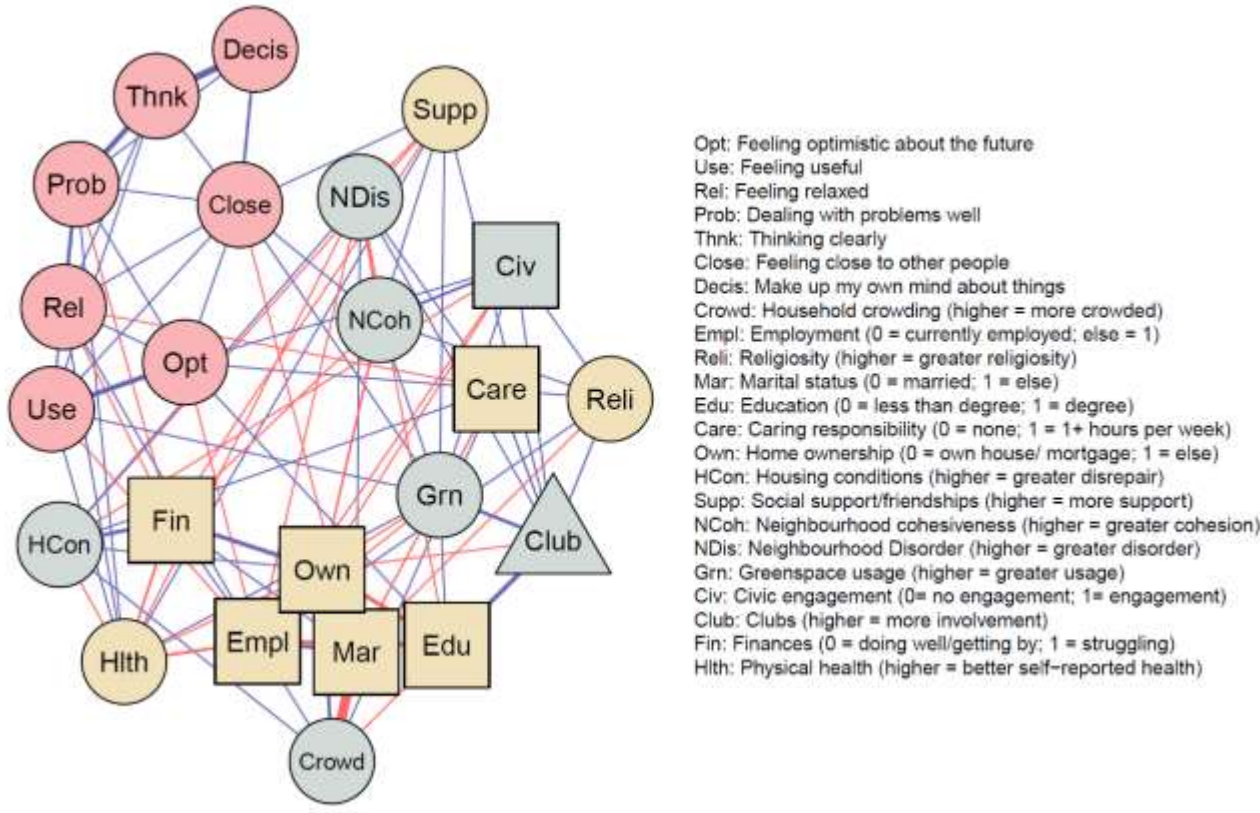 Decis
Thnk
Supp
Prob
Close
NDis
Civ
Rel
NCoh
Opt
Care
Reli
Use
Grn
Fin
HCon
Own
Club
Empl
Mar
Edu
Hlth
Crowd
Opt: Feeling optimistic about the future
Use: Feeling useful
Rel: Feeling relaxed
Prob: Dealing with problems well
Thnk: Thinking clearly
Close: Feeling close to other people
Decis: Make up my own mind about things
Crowd: Household crowding (higher = more crowded)
Empl: Employment (0 = currently employed; else = 1)
Reli: Religiosity (higher = greater religiosity)
Mar: Marital status (0 = married; 1 = else)
Edu: Education (0 = less than degree; 1 = degree)
Care: Caring responsibility (0 = none; 1 = 1+ hours per week)
Own: Home ownership (0 = own house/ mortgage; 1 = else)
HCon: Housing conditions (higher = greater disrepair)
Supp: Social support/friendships (higher = more support)
NCoh: Neighbourhood cohesiveness (higher = greater cohesion)
NDis: Neighbourhood Disorder (higher = greater disorder)
Grn: Greenspace usage (higher = greater usage)
Civ: Civic engagement (0= no engagement; 1= engagement)
Club: Clubs (higher = more involvement)
Fin: Finances (0 = doing well/getting by; 1 = struggling)
Hlth: Physical health (higher = better self−reported health)